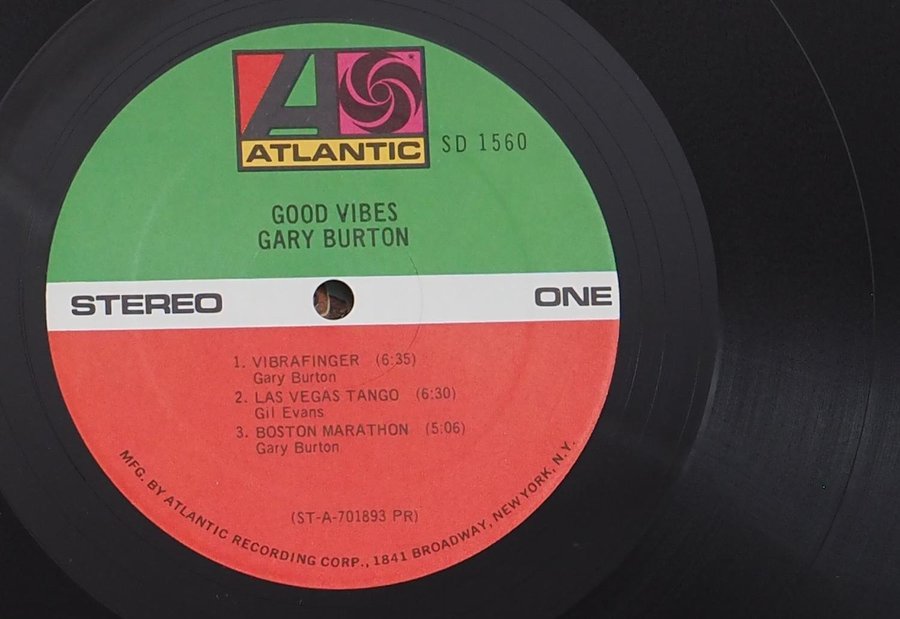 ATLANTIC
SD 1560
GOOD VIBES
GARY BURTON
STEREO
ONE
1. VIBRAFINGER (6:35)
Gary Burton
2. LAS VEGAS TANGO (6:30)
Gil Evans
3. BOSTON MARATHON (5:06)
Gary Burton
(ST-A-701893 PR)
MFG. BY ATLANTIC RECORDING CORP., 1841 BROADWAY, NEW YORK, N.Y.